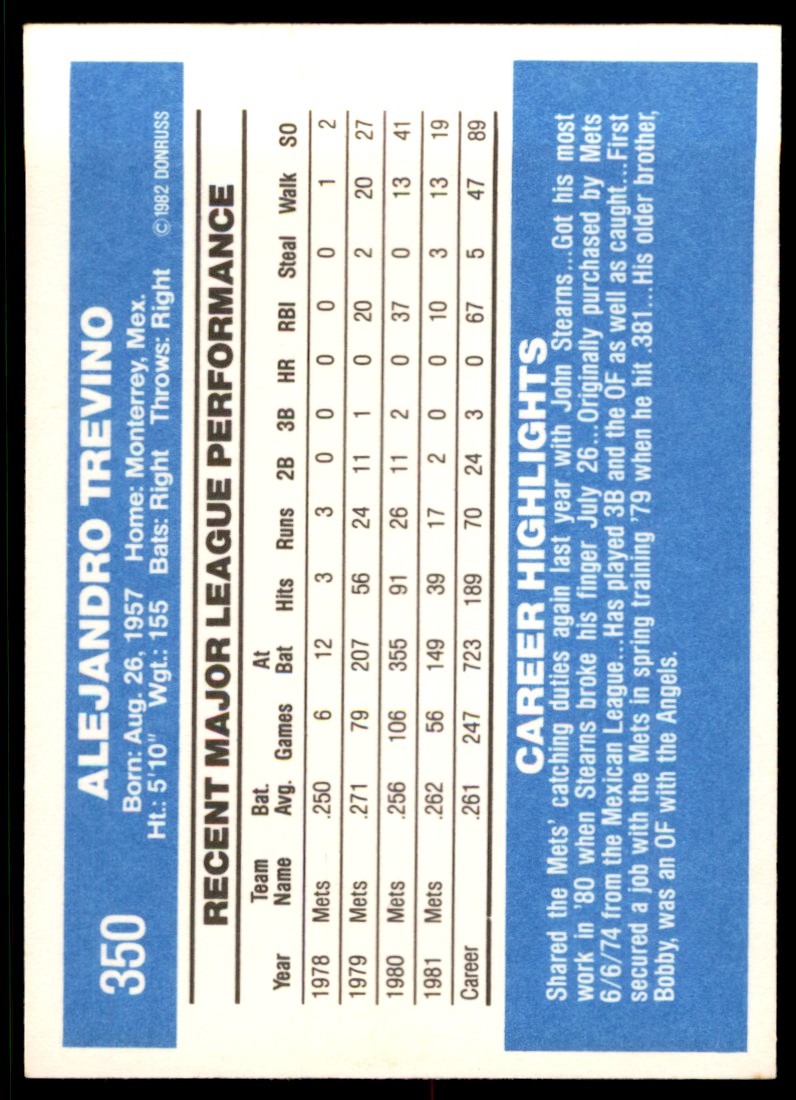 350
ALEJANDRO TREVINO
Born: Aug. 26, 1957 Home: Monterrey, Mex.
Ht.: 5'10" Wgt.: 155 Bats: Right Throws: Right ©1982 DONRUSS
RECENT MAJOR LEAGUE PERFORMANCE
Year Team Name Bat. Avg. Games At Bat Hits Runs 2B 3B HR RBI Steal Walk SO
1978 Mets .250 6 12 3 3 0 0 0 0 0 1 2
1979 Mets .271 79 207 56 24 11 1 0 20 2 20 27
1980 Mets .256 106 355 91 26 11 2 0 37 0 13 41
1981 Mets .262 56 149 39 17 2 0 0 10 3 13 19
Career .261 247 723 189 70 24 3 0 67 5 47 89
CAREER HIGHLIGHTS
Shared the Mets' catching duties again last year with John Stearns...Got his most
work in '80 when Stearns broke his finger July 26...Originally purchased by Mets
6/6/74 from the Mexican League...Has played 3B and the OF as well as caught...First
secured a job with the Mets in spring training '79 when he hit .381...His older brother,
Bobby, was an OF with the Angels.